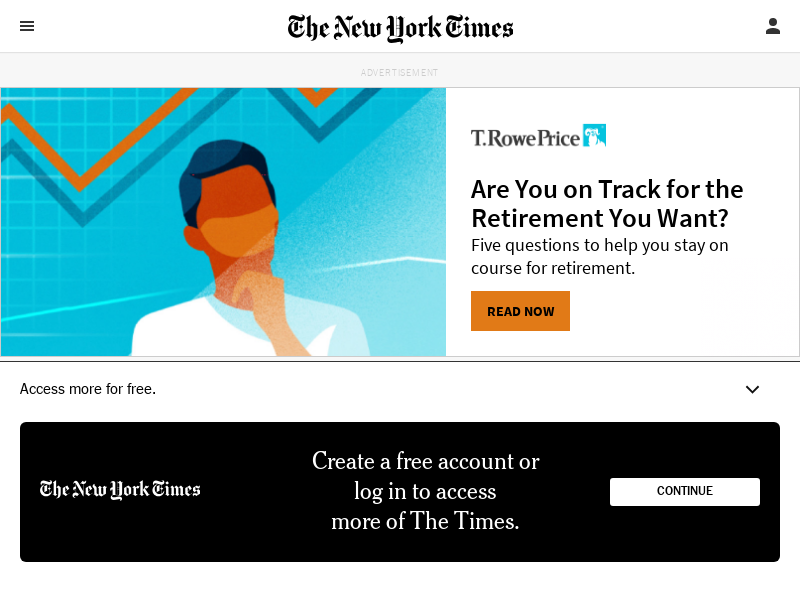 The New York Times
ADVERTISEMENT
T.RowePrice
Are You on Track for the
Retirement You Want?
Five questions to help you stay on
course for retirement.
READ NOW
Access more for free.
The New York Times
Create a free account or
log in to access
more of The Times.
CONTINUE